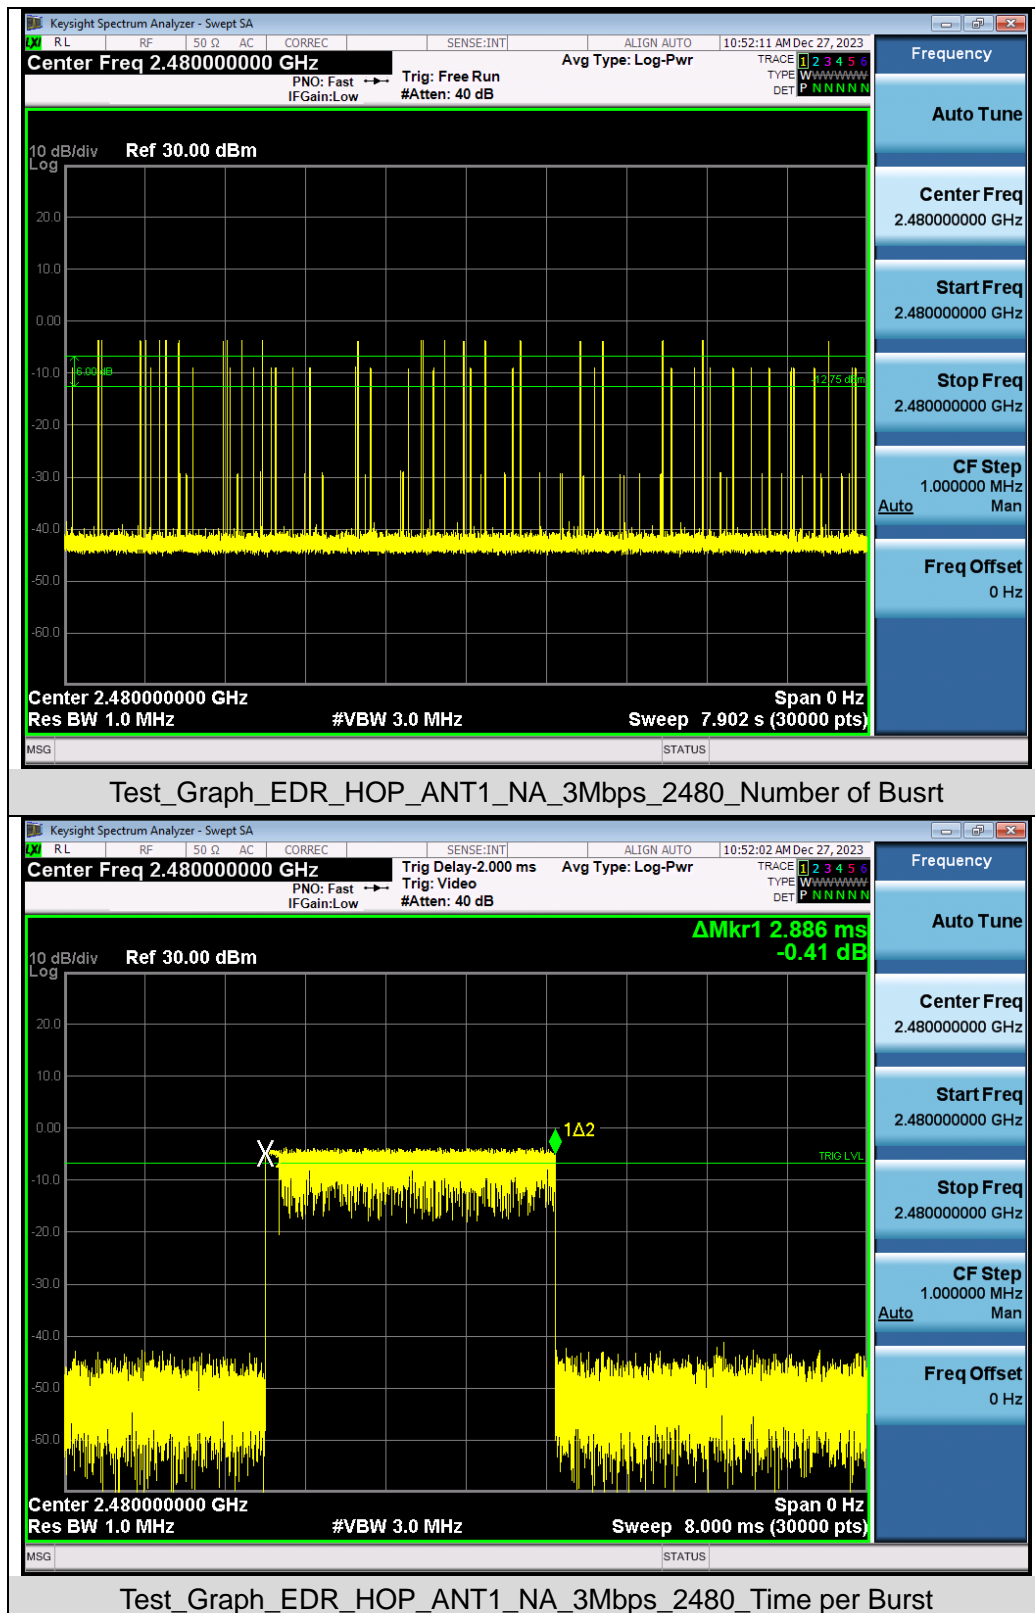 Keysight Spectrum Analyzer - Swept SA
LXI RL RF 50 Ω AC CORREC SENSE:INT ALIGN AUTO 10:52:11 AM Dec 27, 2023
Center Freq 2.480000000 GHz
PNO: Fast
IFGain:Low
Trig: Free Run
#Atten: 40 dB
Avg Type: Log-Pwr
TRACE 1 2 3 4 5 6
TYPE WWWWWW
DET P N N N N N
10 dB/div Ref 30.00 dBm
Log
20.0
10.0
0.00
-10.0
-20.0
-30.0
-40.0
-50.0
-60.0
6.00 dB
-12.75 dBm
Center 2.480000000 GHz Span 0 Hz
Res BW 1.0 MHz #VBW 3.0 MHz Sweep 7.902 s (30000 pts)
MSG STATUS
Frequency
Auto Tune
Center Freq
2.480000000 GHz
Start Freq
2.480000000 GHz
Stop Freq
2.480000000 GHz
CF Step
1.000000 MHz
Auto Man
Freq Offset
0 Hz
Test_Graph_EDR_HOP_ANT1_NA_3Mbps_2480_Number of Busrt
Keysight Spectrum Analyzer - Swept SA
LXI RL RF 50 Ω AC CORREC SENSE:INT ALIGN AUTO 10:52:02 AM Dec 27, 2023
Center Freq 2.480000000 GHz
PNO: Fast
IFGain:Low
Trig Delay-2.000 ms
Trig: Video
#Atten: 40 dB
Avg Type: Log-Pwr
TRACE 1 2 3 4 5 6
TYPE WWWWWW
DET P N N N N N
ΔMkr1 2.886 ms
-0.41 dB
10 dB/div Ref 30.00 dBm
Log
20.0
10.0
0.00
-10.0
-20.0
-30.0
-40.0
-50.0
-60.0
X
1Δ2
TRIG LVL
Center 2.480000000 GHz Span 0 Hz
Res BW 1.0 MHz #VBW 3.0 MHz Sweep 8.000 ms (30000 pts)
MSG STATUS
Frequency
Auto Tune
Center Freq
2.480000000 GHz
Start Freq
2.480000000 GHz
Stop Freq
2.480000000 GHz
CF Step
1.000000 MHz
Auto Man
Freq Offset
0 Hz
Test_Graph_EDR_HOP_ANT1_NA_3Mbps_2480_Time per Burst